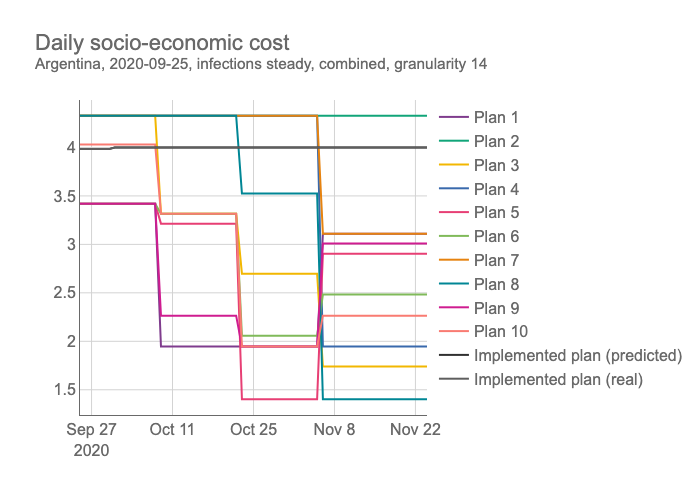 Daily socio-economic cost
Argentina, 2020-09-25, infections steady, combined, granularity 14
4
3.5
3
2.5
2
1.5
Sep 27
2020
Oct 11
Oct 25
Nov 8
Nov 22
Plan 1
Plan 2
Plan 3
Plan 4
Plan 5
Plan 6
Plan 7
Plan 8
Plan 9
Plan 10
Implemented plan (predicted)
Implemented plan (real)